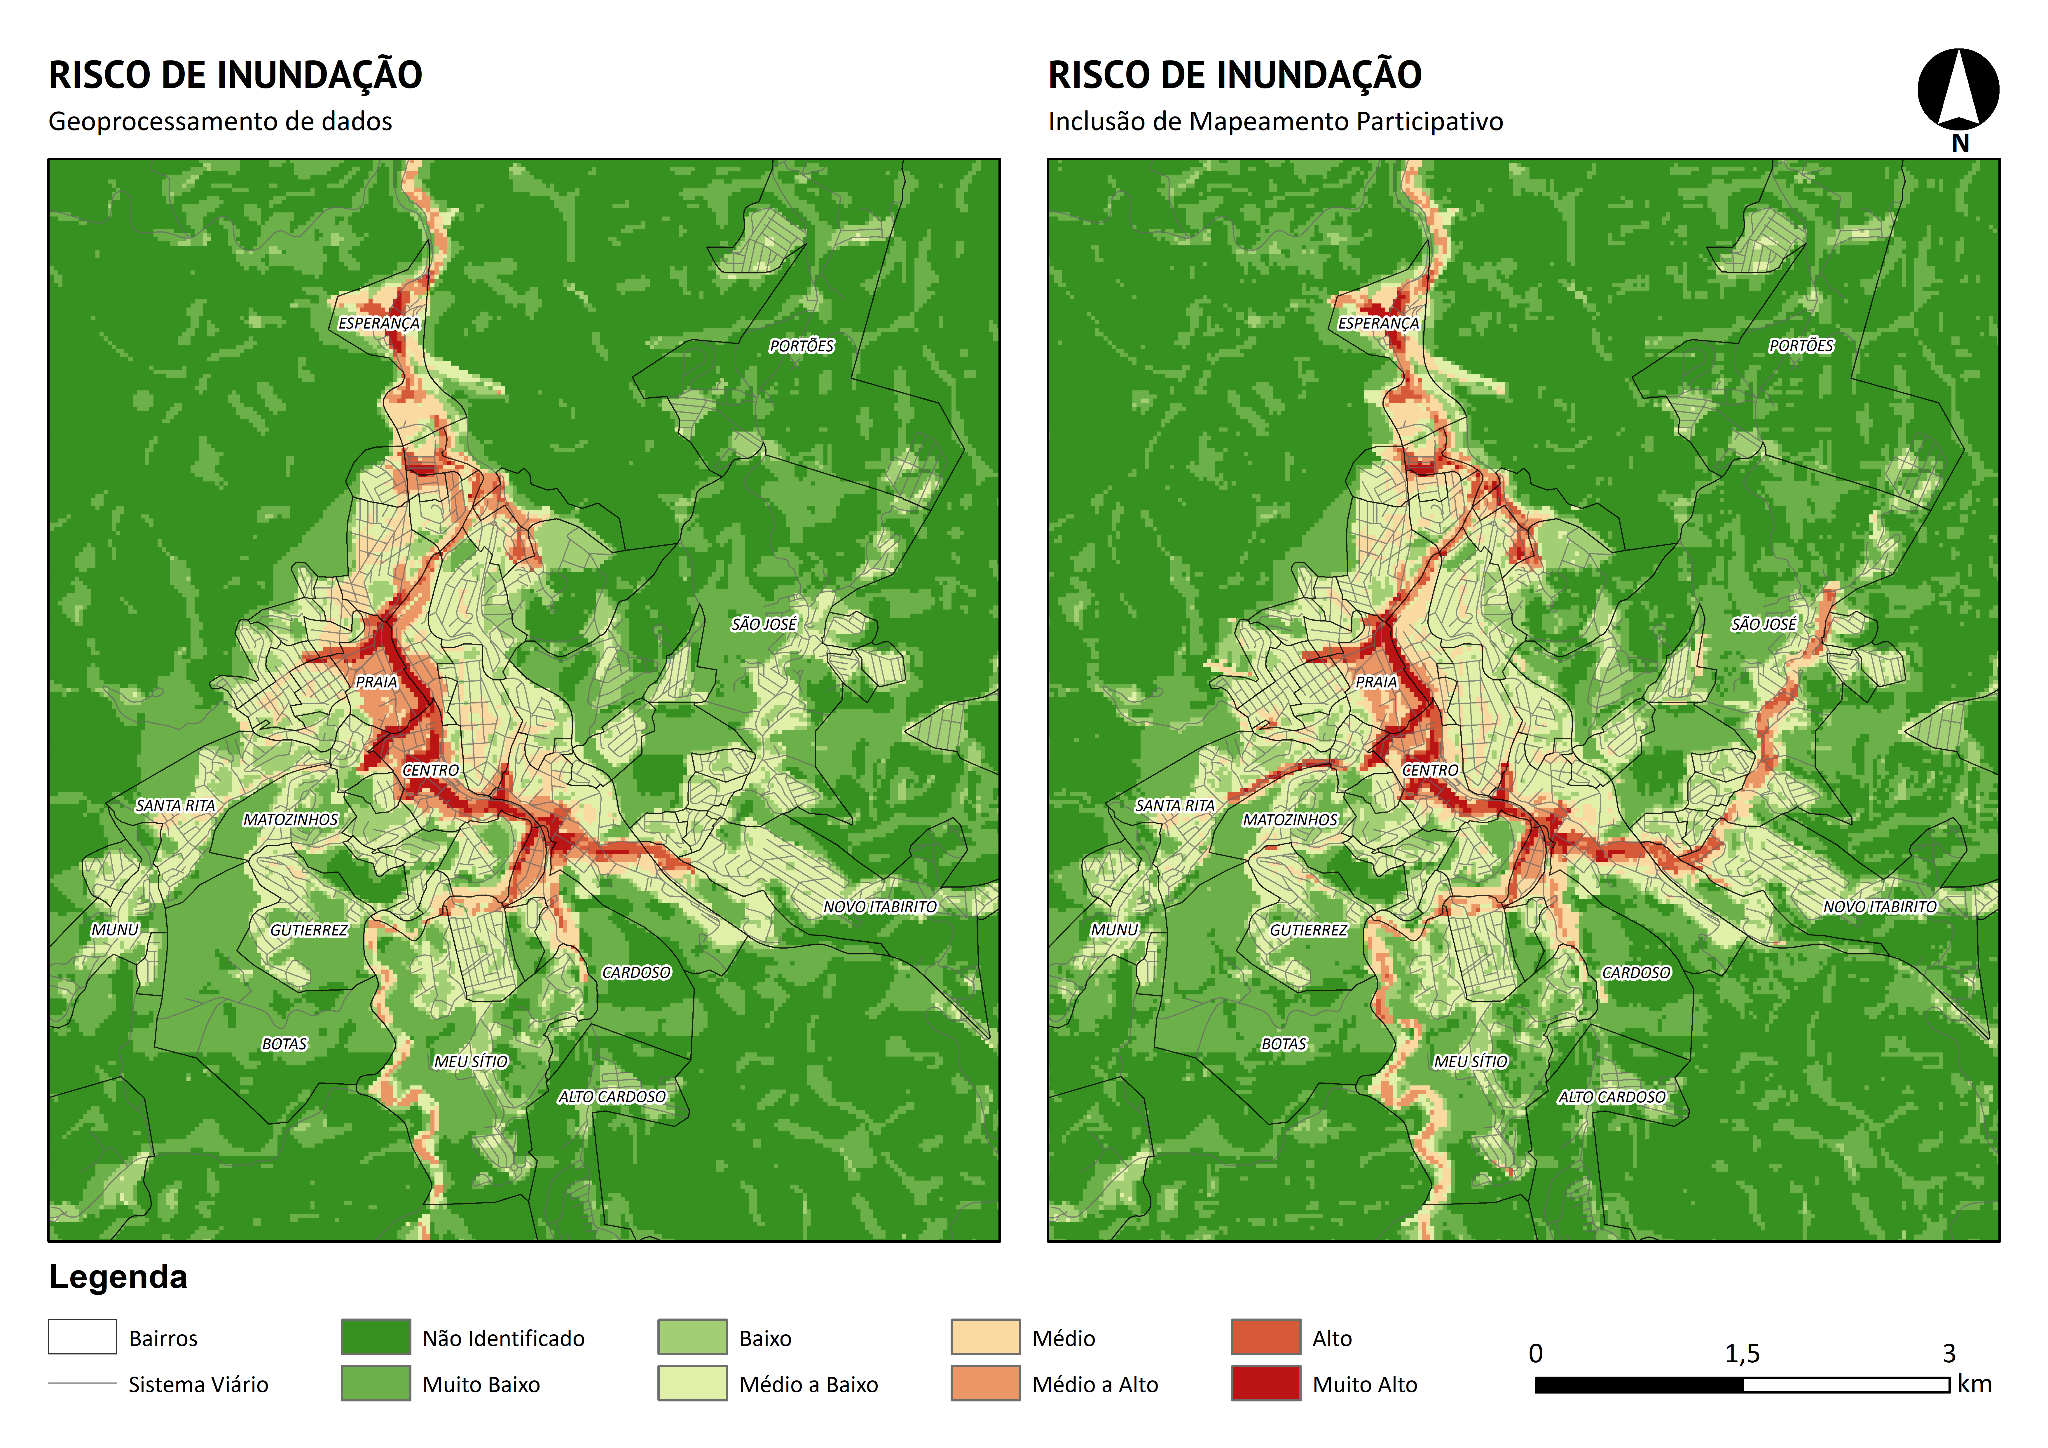 RISCO DE INUNDAÇÃO
Geoprocessamento de dados
RISCO DE INUNDAÇÃO
Inclusão de Mapeamento Participativo
N
ESPERANÇA
PORTÕES
SÃO JOSÉ
PRAIA
CENTRO
SANTA RITA
MATOZINHOS
NOVO ITABIRITO
MUNU
GUTIERREZ
CARDOSO
BOTAS
MEU SÍTIO
ALTO CARDOSO
ESPERANÇA
PORTÕES
SÃO JOSÉ
PRAIA
CENTRO
SANTA RITA
MATOZINHOS
NOVO ITABIRITO
MUNU
GUTIERREZ
CARDOSO
BOTAS
MEU SÍTIO
ALTO CARDOSO
Legenda
Bairros
Sistema Viário
Não Identificado
Muito Baixo
Baixo
Médio a Baixo
Médio
Médio a Alto
Alto
Muito Alto
0 1,5 3
km